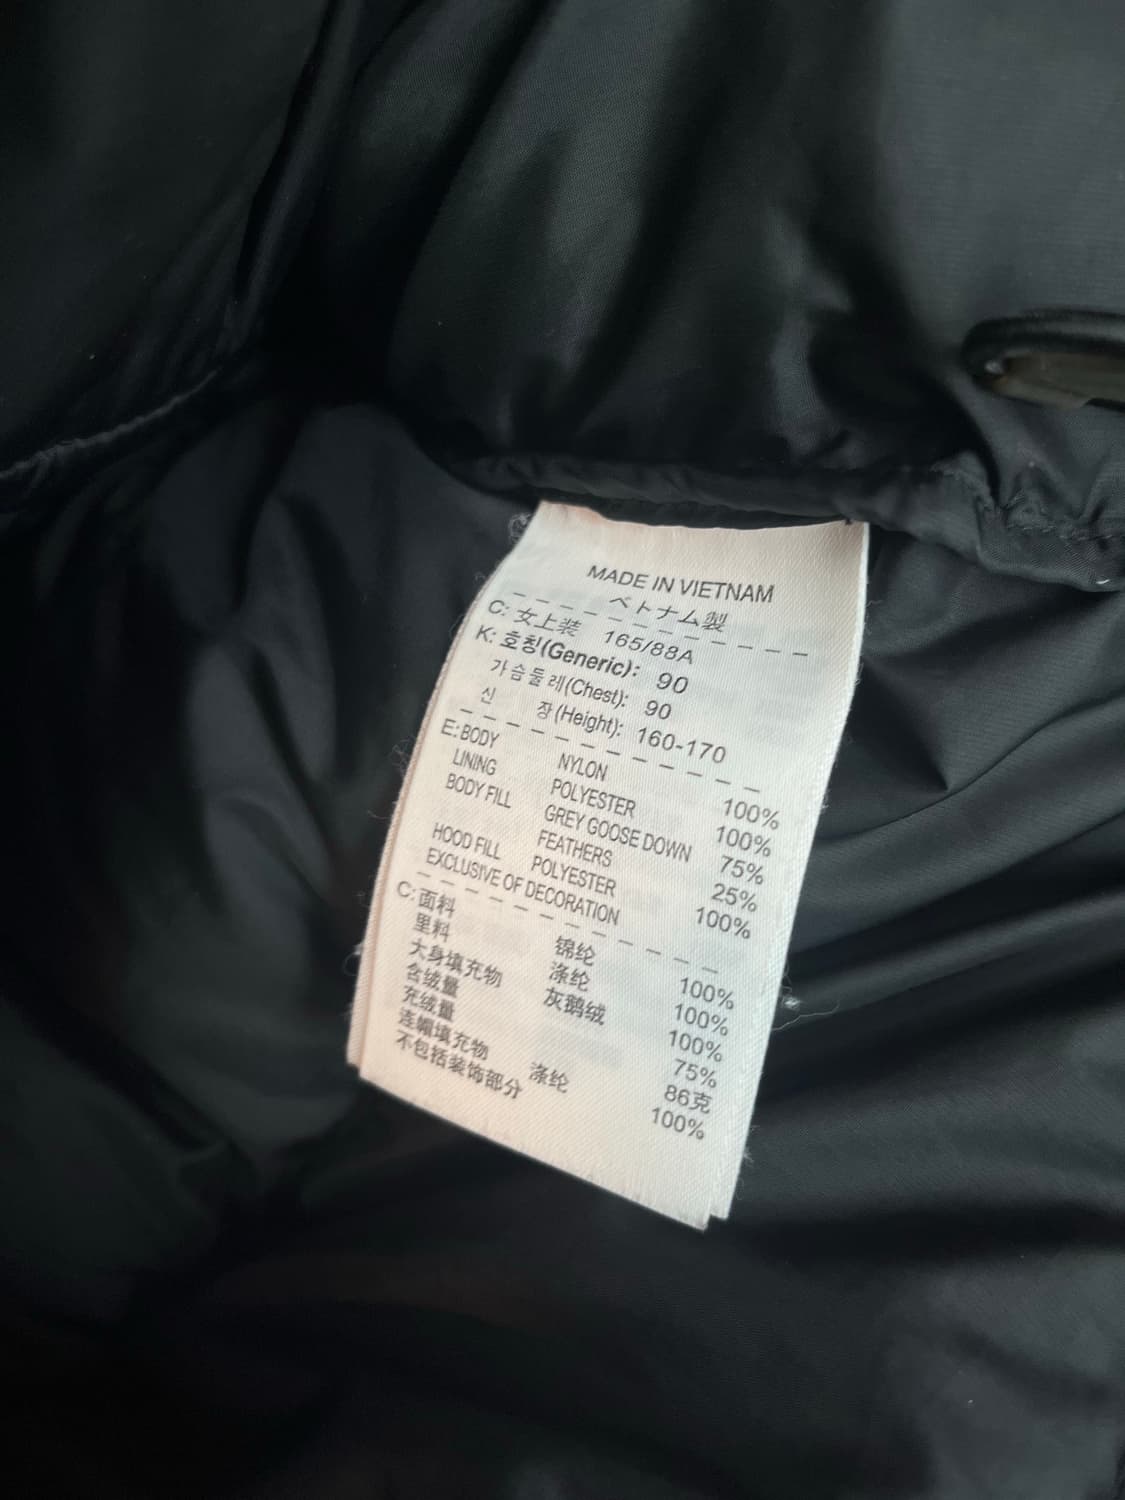 MADE IN VIETNAM
ベトナム製
C: 女上装 165/88A
K: 호칭(Generic): 90
가슴둘레(Chest): 90
신 장(Height): 160-170
E: BODY NYLON 100%
LINING POLYESTER 100%
BODY FILL GREY GOOSE DOWN 75%
FEATHERS 25%
HOOD FILL POLYESTER 100%
EXCLUSIVE OF DECORATION
C: 面料 锦纶 100%
里料 涤纶 100%
大身填充物 灰鹅绒 100%
含绒量 75%
充绒量 86克
连帽填充物 涤纶 100%
不包括装饰部分